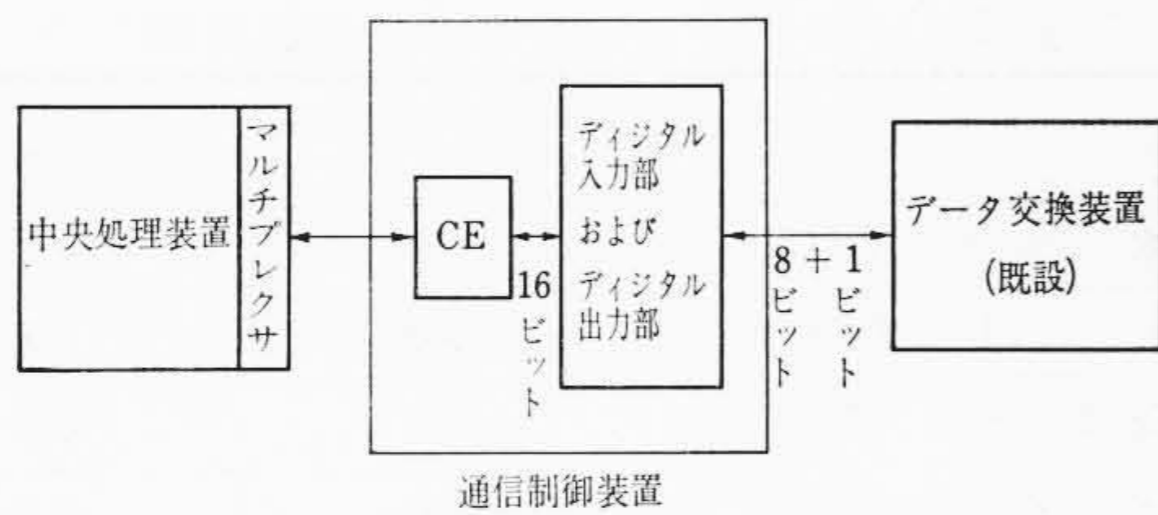 中央処理装置
マルチプレクサ
CE
16ビット
ディジタル
入力部
および
ディジタル
出力部
8ビット + 1ビット
データ交換装置
(既設)
通信制御装置